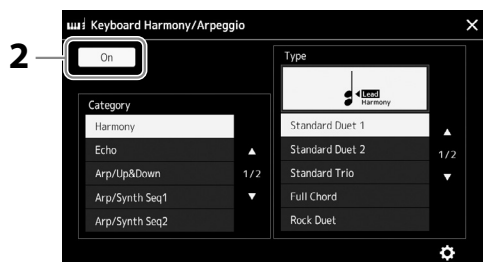 Keyboard Harmony/Arpeggio
2
On
Category
Harmony
Echo
Arp/Up&Down
Arp/Synth Seq1
Arp/Synth Seq2
1/2
Type
Lead
Harmony
Standard Duet 1
Standard Duet 2
Standard Trio
Full Chord
Rock Duet
1/2